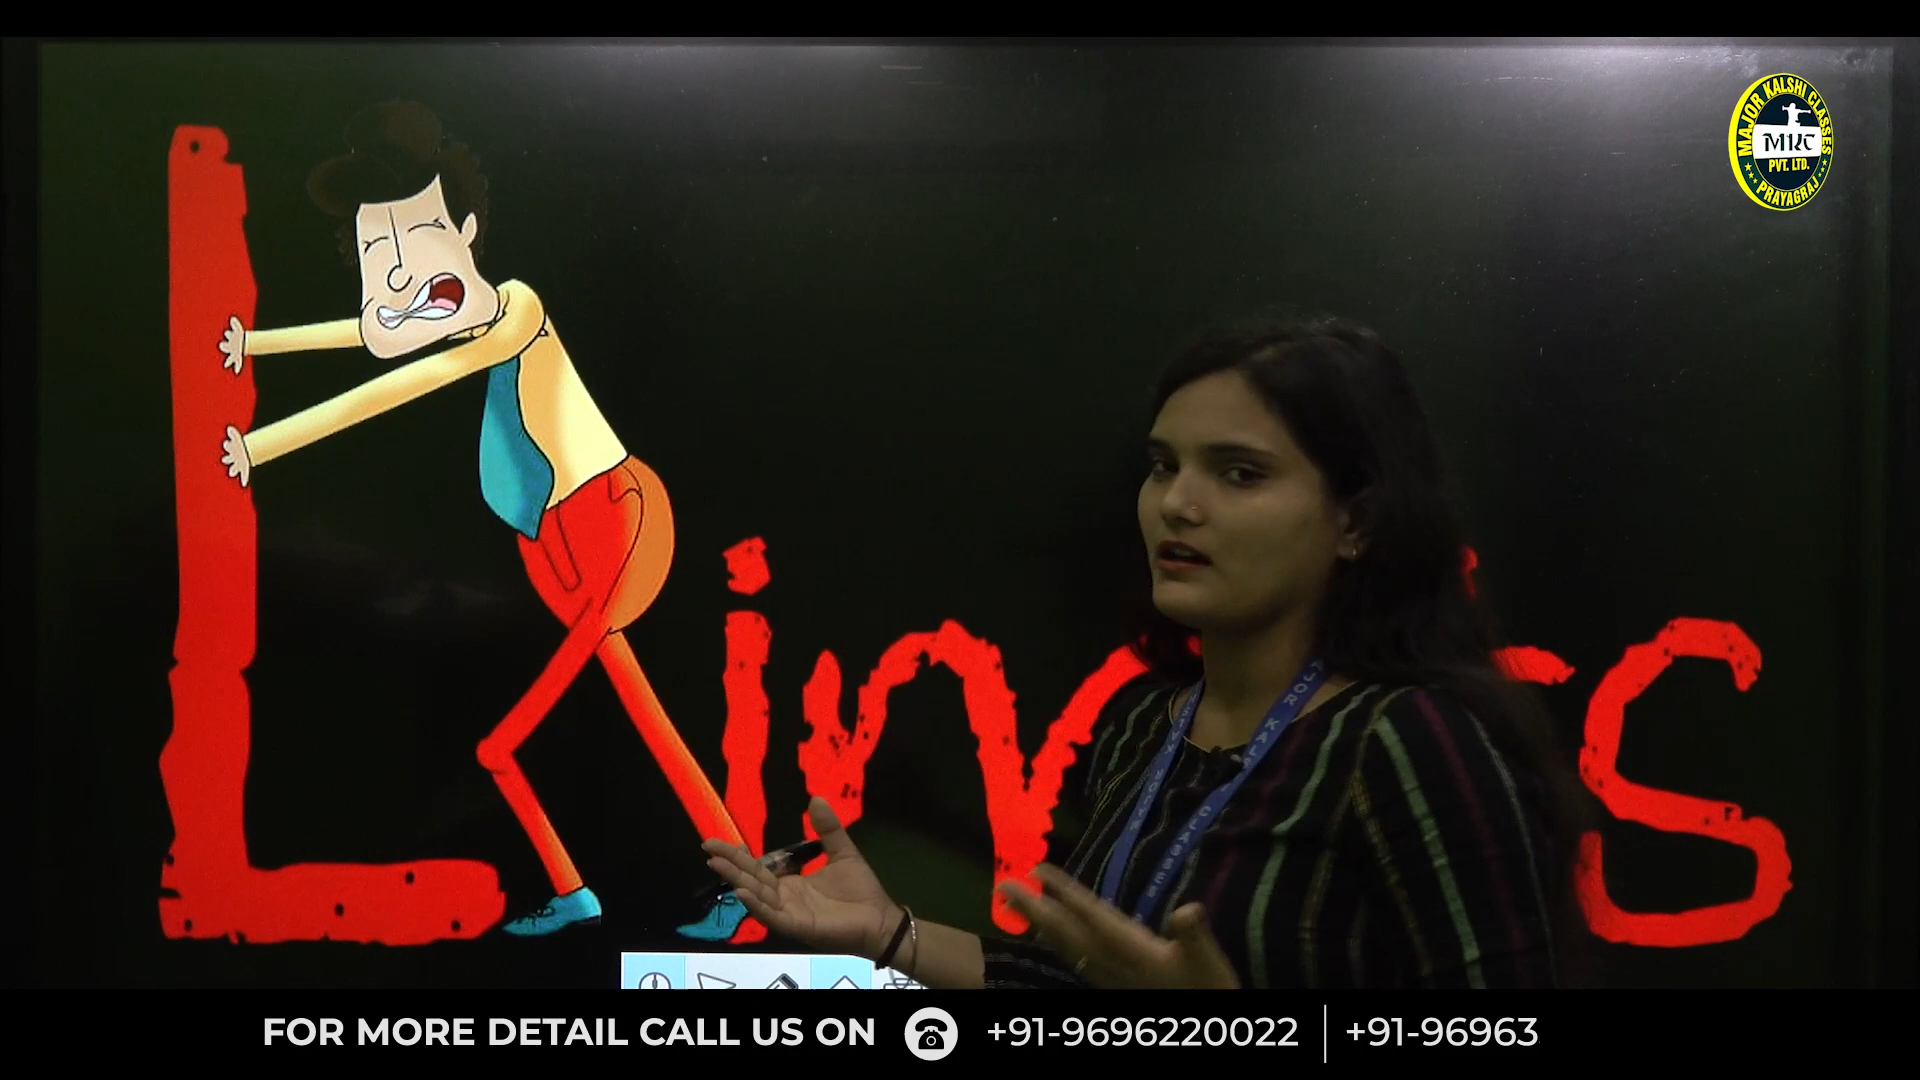 MAJOR KALSHI CLASSES
MKC
PVT. LTD.
PRAYAGRAJ
FOR MORE DETAIL CALL US ON +91-9696220022 | +91-96963